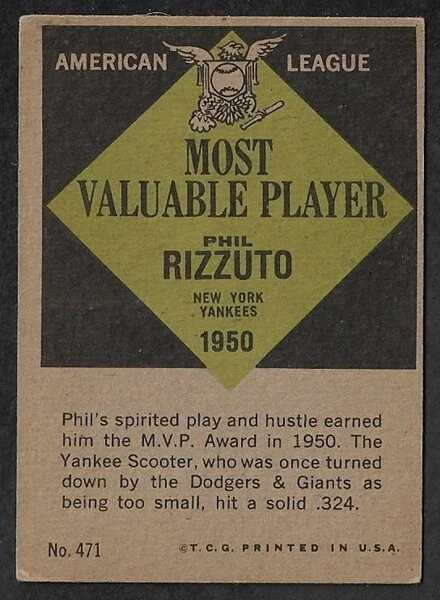 AMERICAN LEAGUE
MOST
VALUABLE PLAYER
PHIL
RIZZUTO
NEW YORK
YANKEES
1950
Phil's spirited play and hustle earned
him the M.V.P. Award in 1950. The
Yankee Scooter, who was once turned
down by the Dodgers & Giants as
being too small, hit a solid .324.
No. 471 ©T.C.G. PRINTED IN U.S.A.